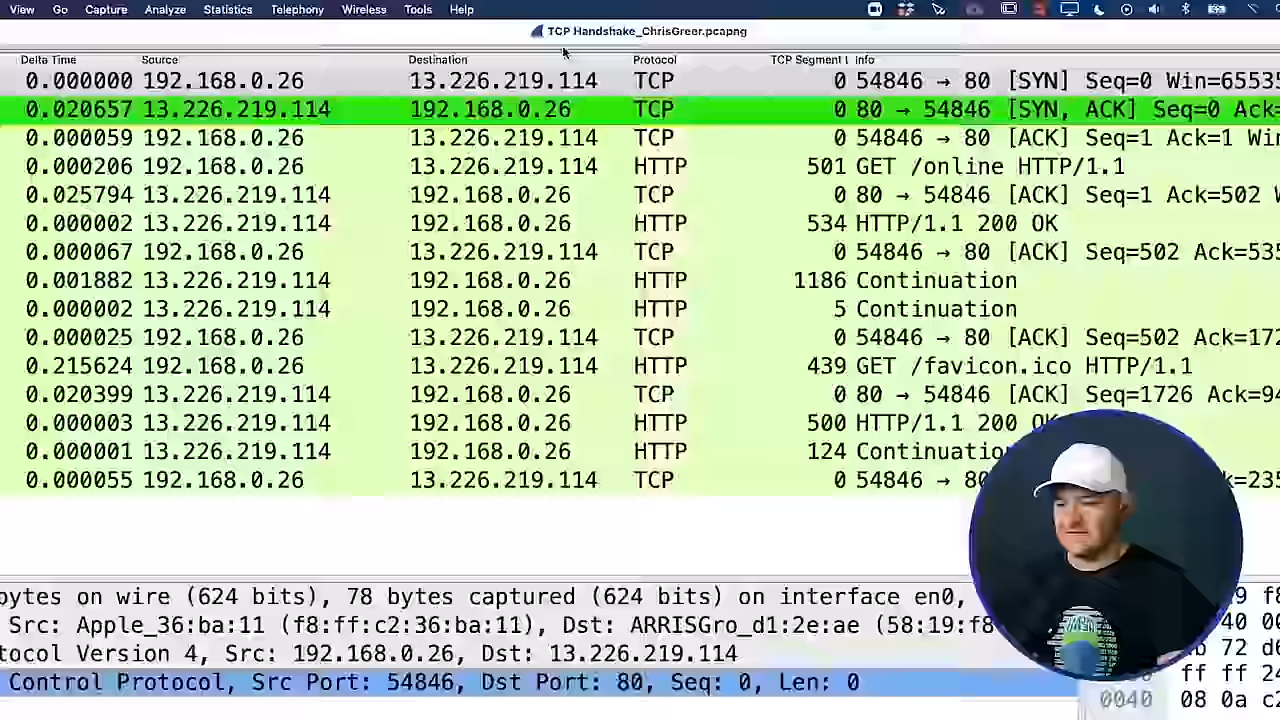 View Go Capture Analyze Statistics Telephony Wireless Tools Help
TCP Handshake_ChrisGreer.pcapng
Delta Time Source Destination Protocol TCP Segment Info
0.000000 192.168.0.26 13.226.219.114 TCP 0 54846 → 80 [SYN] Seq=0 Win=65535
0.020657 13.226.219.114 192.168.0.26 TCP 0 80 → 54846 [SYN, ACK] Seq=0 Ack=
0.000059 192.168.0.26 13.226.219.114 TCP 0 54846 → 80 [ACK] Seq=1 Ack=1 Win
0.000206 192.168.0.26 13.226.219.114 HTTP 501 GET /online HTTP/1.1
0.025794 13.226.219.114 192.168.0.26 TCP 0 80 → 54846 [ACK] Seq=1 Ack=502 W
0.000002 13.226.219.114 192.168.0.26 HTTP 534 HTTP/1.1 200 OK
0.000067 192.168.0.26 13.226.219.114 TCP 0 54846 → 80 [ACK] Seq=502 Ack=535
0.001882 13.226.219.114 192.168.0.26 HTTP 1186 Continuation
0.000002 13.226.219.114 192.168.0.26 HTTP 5 Continuation
0.000025 192.168.0.26 13.226.219.114 TCP 0 54846 → 80 [ACK] Seq=502 Ack=172
0.215624 192.168.0.26 13.226.219.114 HTTP 439 GET /favicon.ico HTTP/1.1
0.020399 13.226.219.114 192.168.0.26 TCP 0 80 → 54846 [ACK] Seq=1726 Ack=94
0.000003 13.226.219.114 192.168.0.26 HTTP 500 HTTP/1.1 200 OK
0.000001 13.226.219.114 192.168.0.26 HTTP 124 Continuation
0.000055 192.168.0.26 13.226.219.114 TCP 0 54846 → 80 k=235
bytes on wire (624 bits), 78 bytes captured (624 bits) on interface en0, f8
Src: Apple_36:ba:11 (f8:ff:c2:36:ba:11), Dst: ARRISGro_d1:2e:ae (58:19:f8 40 00
tocol Version 4, Src: 192.168.0.26, Dst: 13.226.219.114 72 d6
Control Protocol, Src Port: 54846, Dst Port: 80, Seq: 0, Len: 0 ff ff 24
0040 08 0a c2